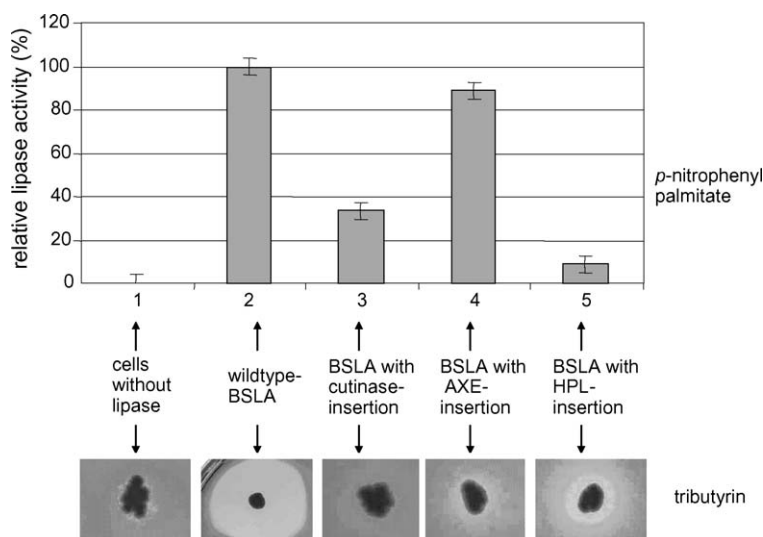 relative lipase activity (%)
120
100
80
60
40
20
0
p-nitrophenyl
palmitate
1 2 3 4 5
cells
without
lipase
wildtype-
BSLA
BSLA with
cutinase-
insertion
BSLA with
AXE-
insertion
BSLA with
HPL-
insertion
tributyrin